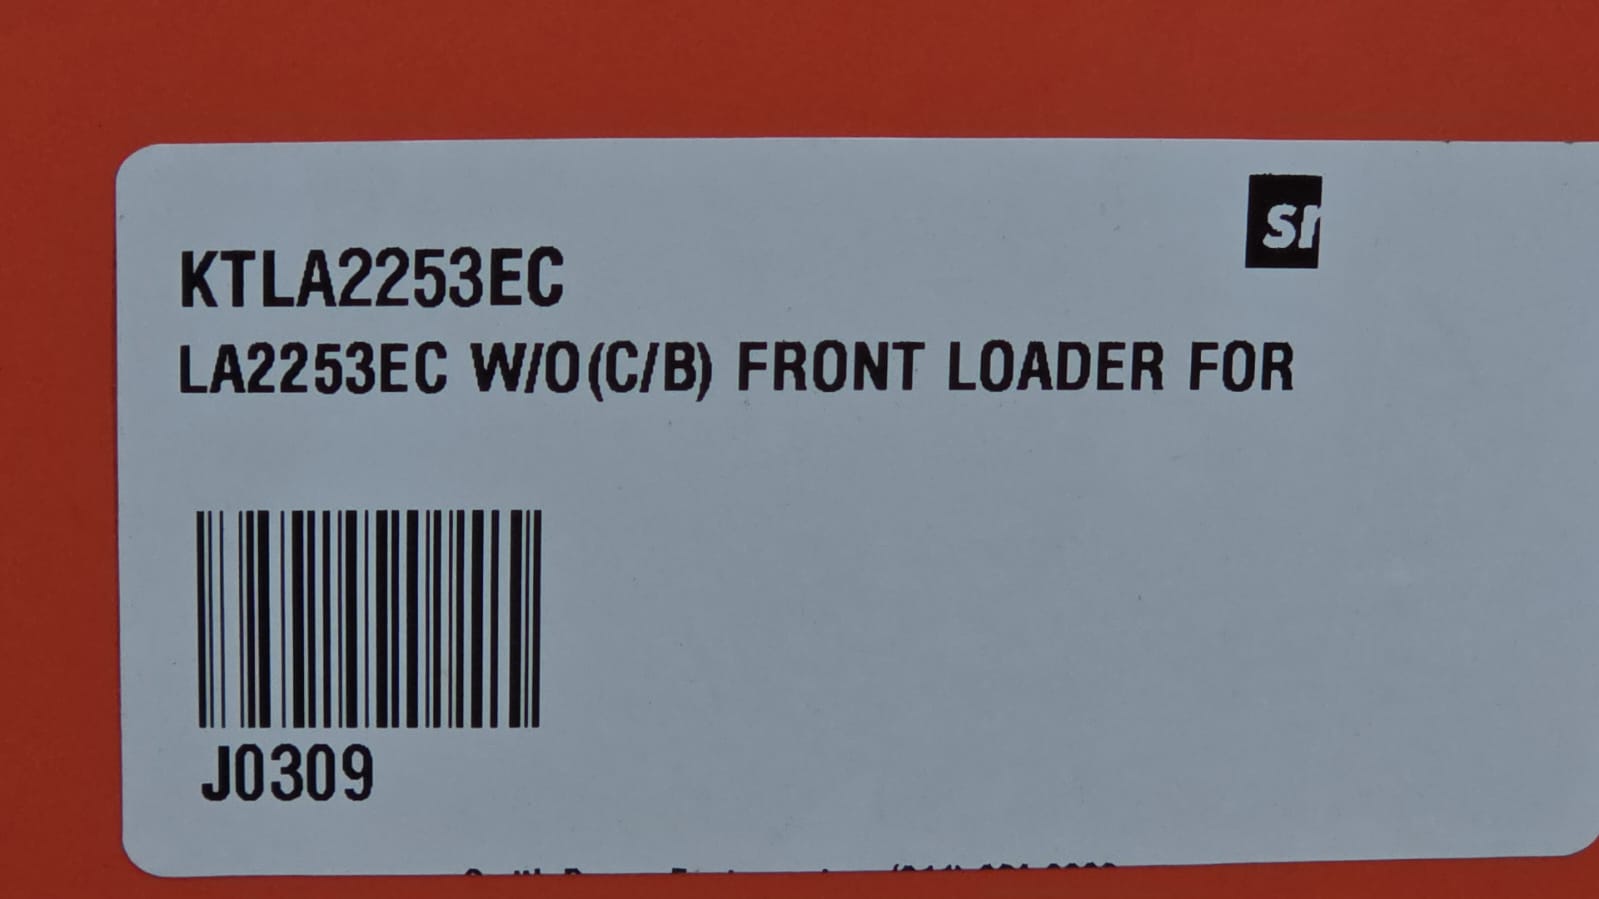 sr
KTLA2253EC
LA2253EC W/O(C/B) FRONT LOADER FOR
J0309